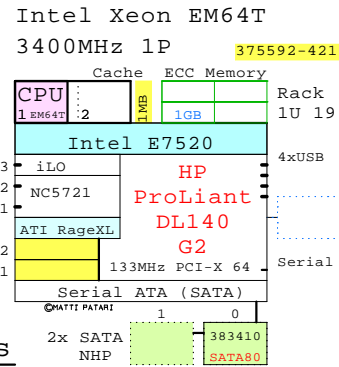 Intel Xeon EM64T
3400MHz 1P
375592-421
Cache ECC Memory
CPU
1 EM64T 2
1MB
1GB
Rack
1U 19
Intel E7520
4xUSB
3 iLO
2 NC5721
1
HP
ProLiant
DL140
G2
ATI RageXL
2
1
133MHz PCI-X 64
Serial
Serial ATA (SATA)
©MATTI PATARI
1 0
2x SATA
NHP
383410
SATA80
s